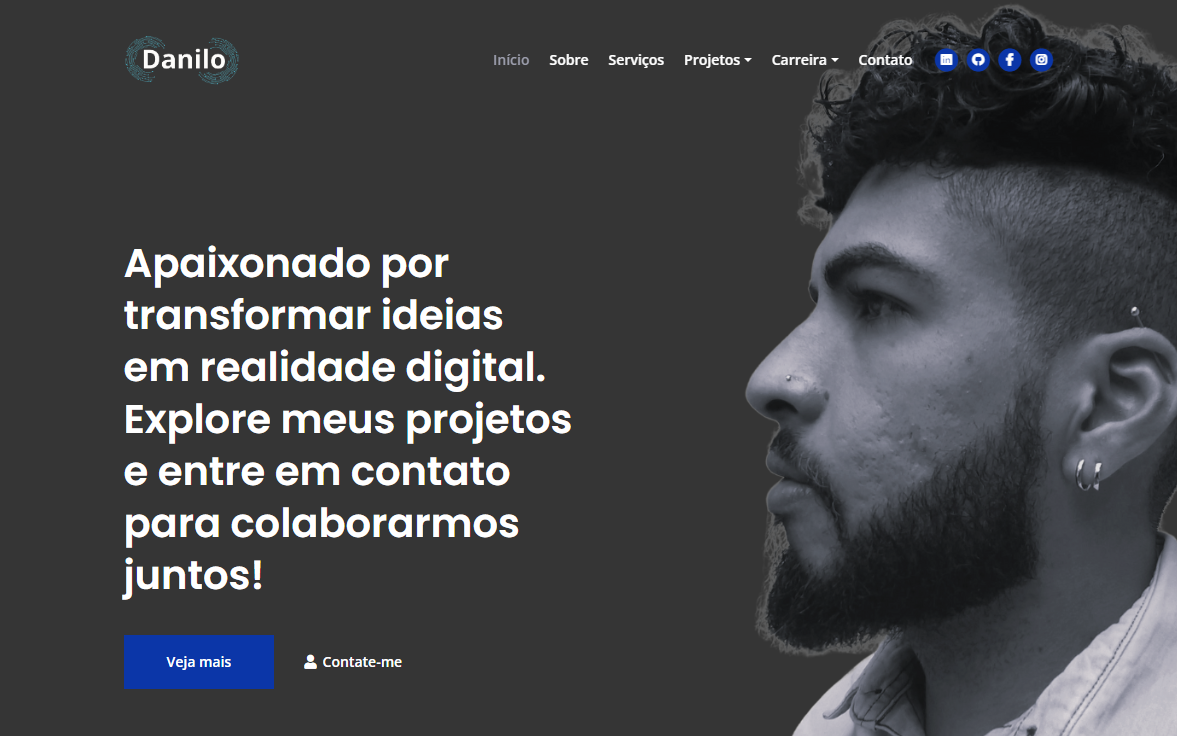 Danilo
Início Sobre Serviços Projetos Carreira Contato
Apaixonado por
transformar ideias
em realidade digital.
Explore meus projetos
e entre em contato
para colaborarmos
juntos!
Veja mais Contate-me